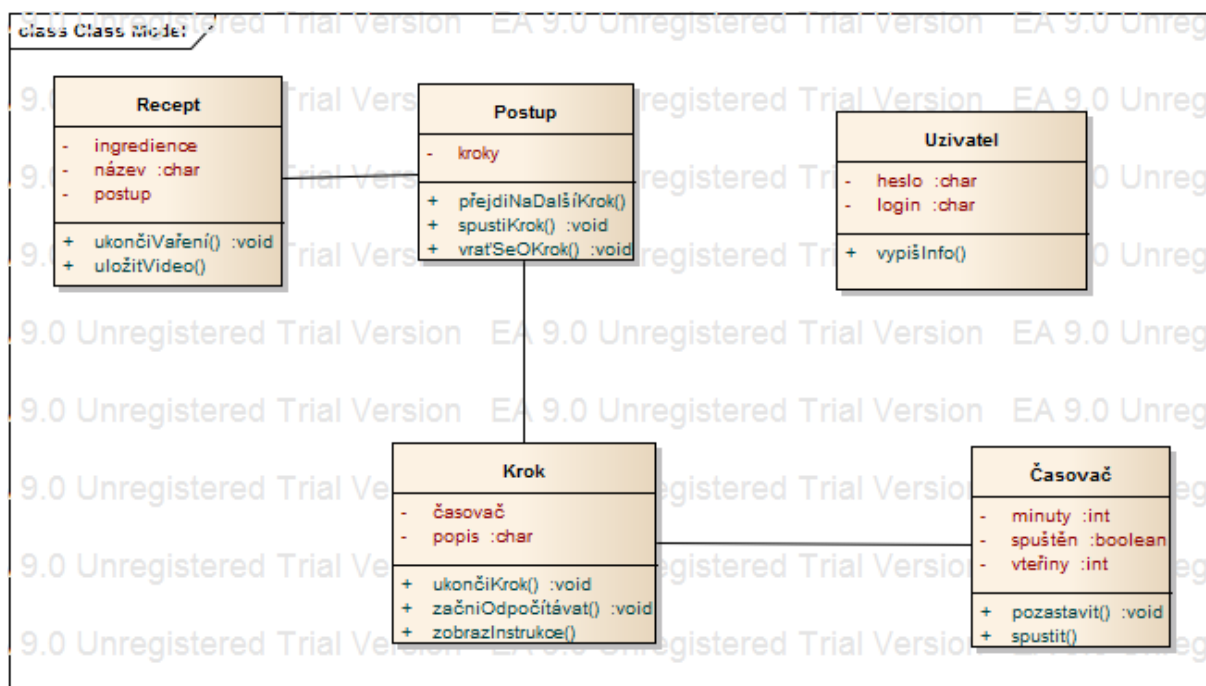 class Class Model
Recept
- ingredience
- název :char
- postup
+ ukončiVaření() :void
+ uložitVideo()
Postup
- kroky
+ přejdiNaDalšíKrok()
+ spustiKrok() :void
+ vraťSeOKrok() :void
Uzivatel
- heslo :char
- login :char
+ vypišInfo()
Krok
- časovač
- popis :char
+ ukončiKrok() :void
+ začniOdpočítávat() :void
+ zobrazInstrukce()
Časovač
- minuty :int
- spuštěn :boolean
- vteřiny :int
+ pozastavit() :void
+ spustit()
EA 9.0 Unregistered Trial Version